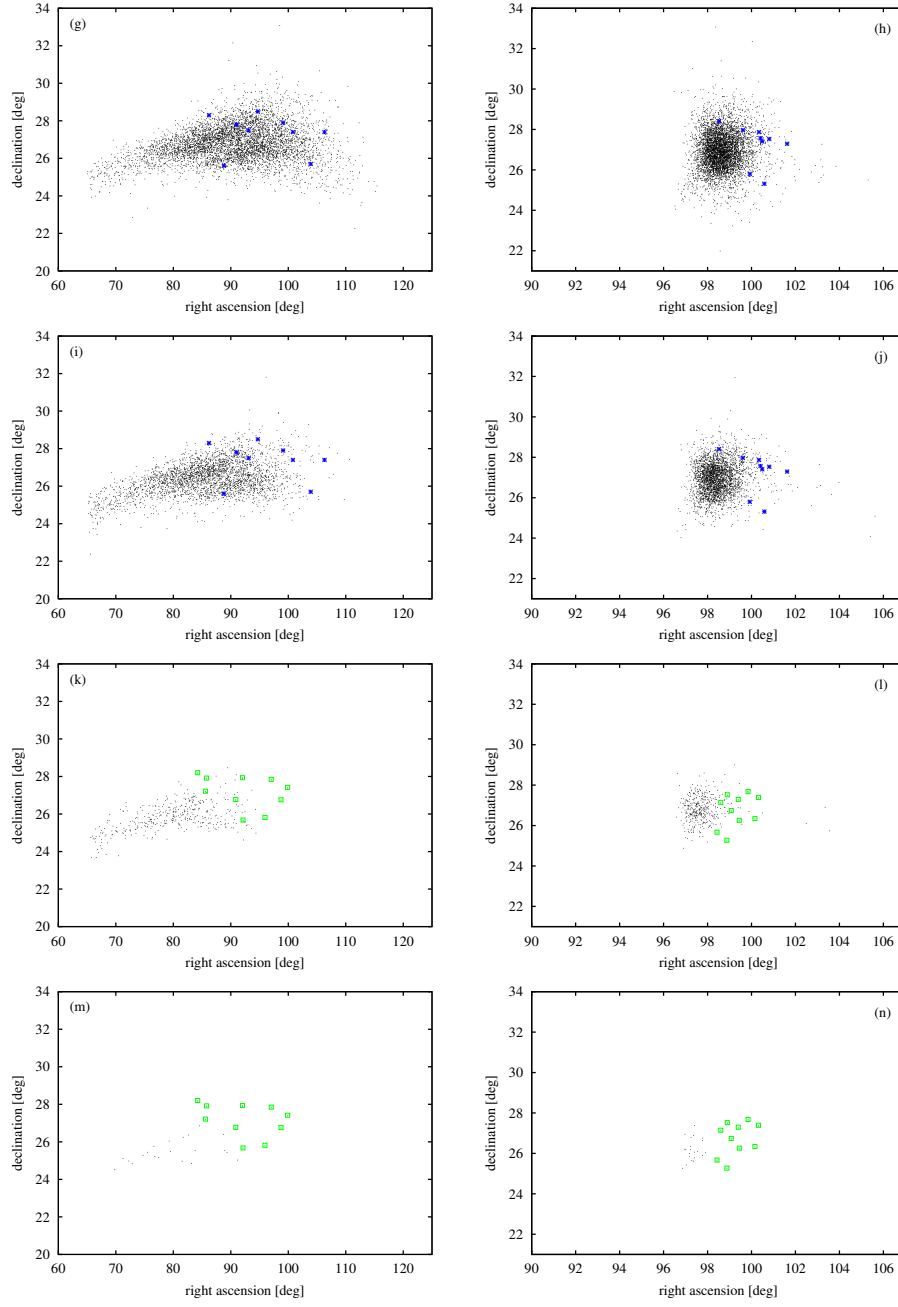 34
32
30
28
26
24
22
20
declination [deg]
(g)
60 70 80 90 100 110 120
right ascension [deg]
34
32
30
28
26
24
22
declination [deg]
(h)
90 92 94 96 98 100 102 104 106
right ascension [deg]
34
32
30
28
26
24
22
20
declination [deg]
(i)
60 70 80 90 100 110 120
right ascension [deg]
34
32
30
28
26
24
22
declination [deg]
(j)
90 92 94 96 98 100 102 104 106
right ascension [deg]
34
32
30
28
26
24
22
20
declination [deg]
(k)
60 70 80 90 100 110 120
right ascension [deg]
34
32
30
28
26
24
22
declination [deg]
(l)
90 92 94 96 98 100 102 104 106
right ascension [deg]
34
32
30
28
26
24
22
20
declination [deg]
(m)
60 70 80 90 100 110 120
right ascension [deg]
34
32
30
28
26
24
22
declination [deg]
(n)
90 92 94 96 98 100 102 104 106
right ascension [deg]